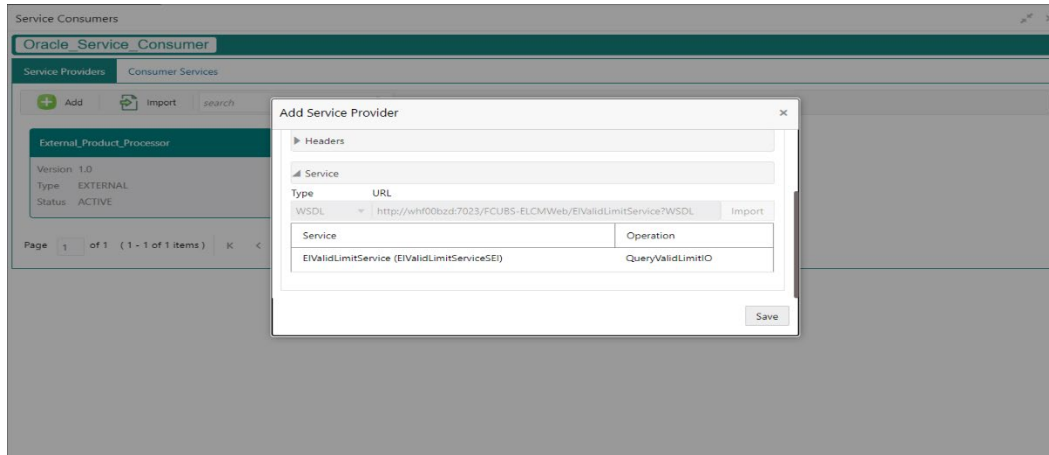 Service Consumers
Oracle_Service_Consumer
Service Providers Consumer Services
Add Import search
Add Service Provider
External_Product_Processor
Version 1.0
Type EXTERNAL
Status ACTIVE
Page 1 of 1 (1 - 1 of 1 items)
Headers
Service
Type URL
WSDL http://whf00bzd:7023/FCUBS-ELCMWeb/ElValidLimitService?WSDL Import
Service Operation
ElValidLimitService (ElValidLimitServiceSEI) QueryValidLimitIO
Save